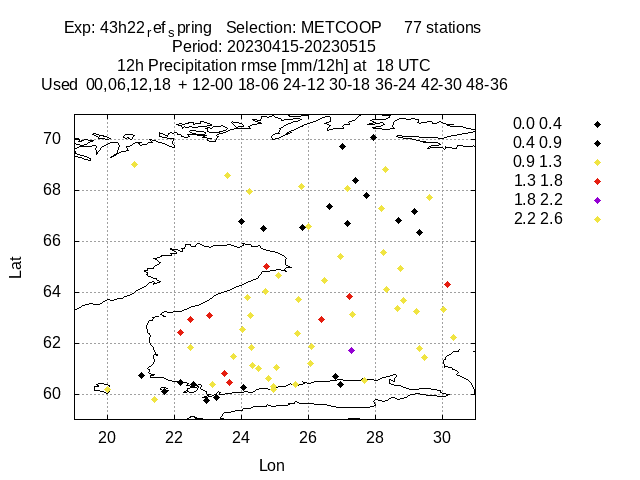 Exp: 43h22refspring Selection: METCOOP 77 stations
Period: 20230415-20230515
12h Precipitation rmse [mm/12h] at 18 UTC
Used 00,06,12,18 + 12-00 18-06 24-12 30-18 36-24 42-30 48-36
0.0 0.4
0.4 0.9
0.9 1.3
1.3 1.8
1.8 2.2
2.2 2.6
70
68
66
64
62
60
Lat
20 22 24 26 28 30
Lon